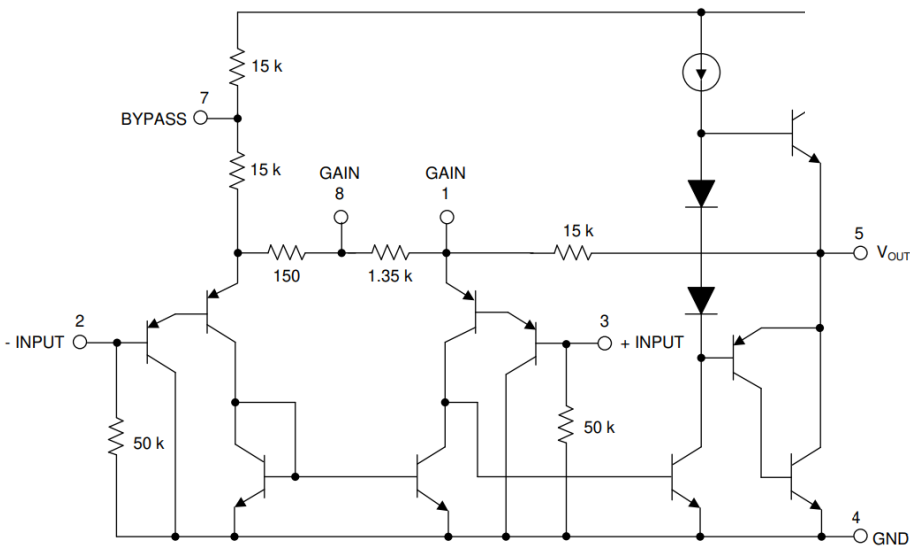 15 k
7
BYPASS
15 k
GAIN
8
GAIN
1
15 k
5
VOUT
150
1.35 k
2
- INPUT
3
+ INPUT
50 k
50 k
4
GND